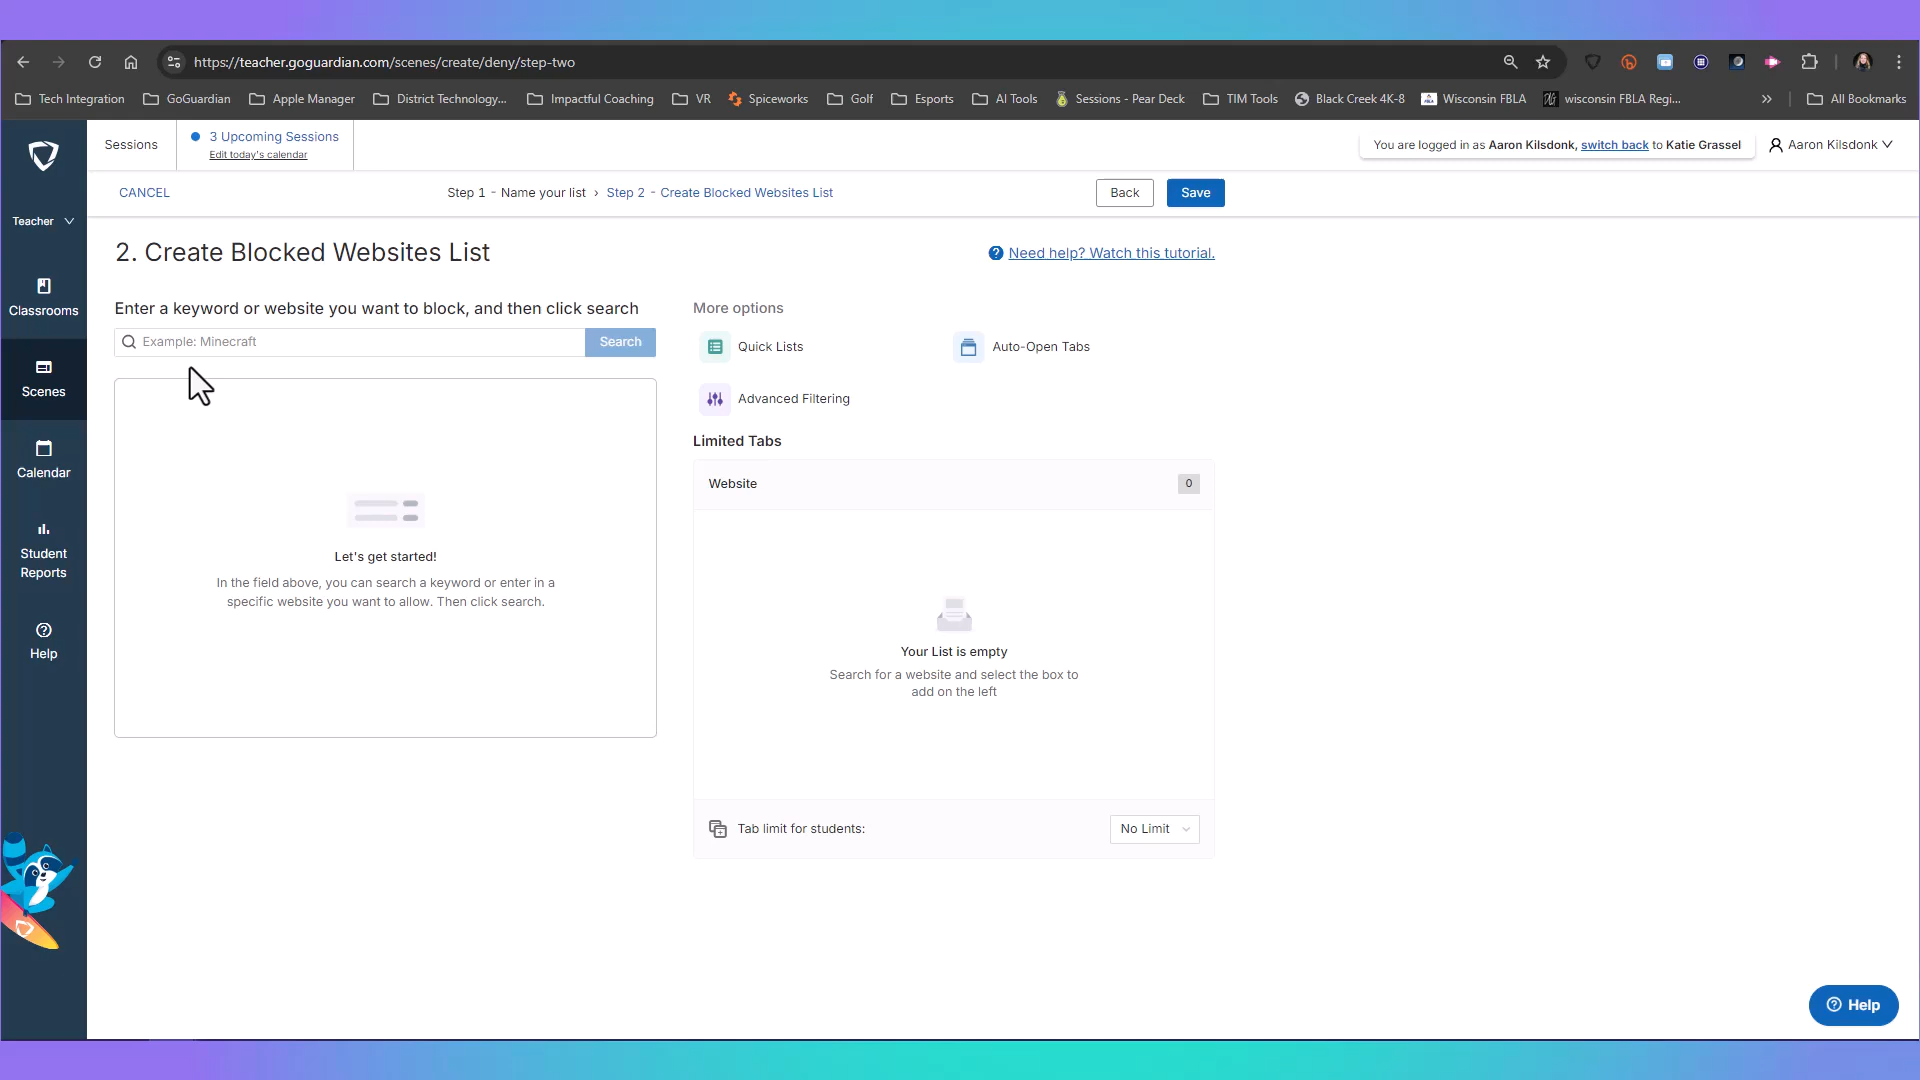 https://teacher.goguardian.com/scenes/create/deny/step-two
Tech Integration
GoGuardian
Apple Manager
District Technology...
Impactful Coaching
VR
Spiceworks
Golf
Esports
AI Tools
Sessions - Pear Deck
TIM Tools
Black Creek 4K-8
Wisconsin FBLA
wisconsin FBLA Regi...
All Bookmarks
Sessions
3 Upcoming Sessions
Edit today's calendar
You are logged in as Aaron Kilsdonk, switch back to Katie Grassel
Aaron Kilsdonk
CANCEL
Step 1 - Name your list › Step 2 - Create Blocked Websites List
Back
Save
Teacher
Classrooms
Scenes
Calendar
Student
Reports
Help
2. Create Blocked Websites List
Need help? Watch this tutorial.
Enter a keyword or website you want to block, and then click search
Example: Minecraft
Search
Let's get started!
In the field above, you can search a keyword or enter in a
specific website you want to allow. Then click search.
More options
Quick Lists
Auto-Open Tabs
Advanced Filtering
Limited Tabs
Website
0
Your List is empty
Search for a website and select the box to
add on the left
Tab limit for students:
No Limit
Help